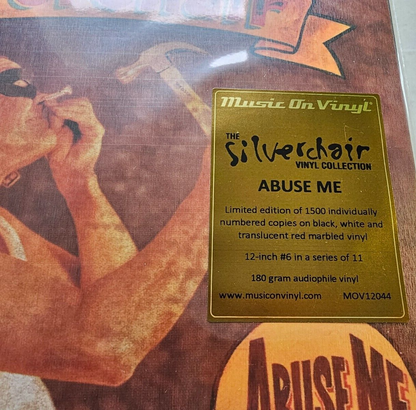 Music On Vinyl
THE
Silverchair
VINYL COLLECTION
ABUSE ME
Limited edition of 1500 individually
numbered copies on black, white and
translucent red marbled vinyl
12-inch #6 in a series of 11
180 gram audiophile vinyl
www.musiconvinyl.com MOV12044
ABUSE ME